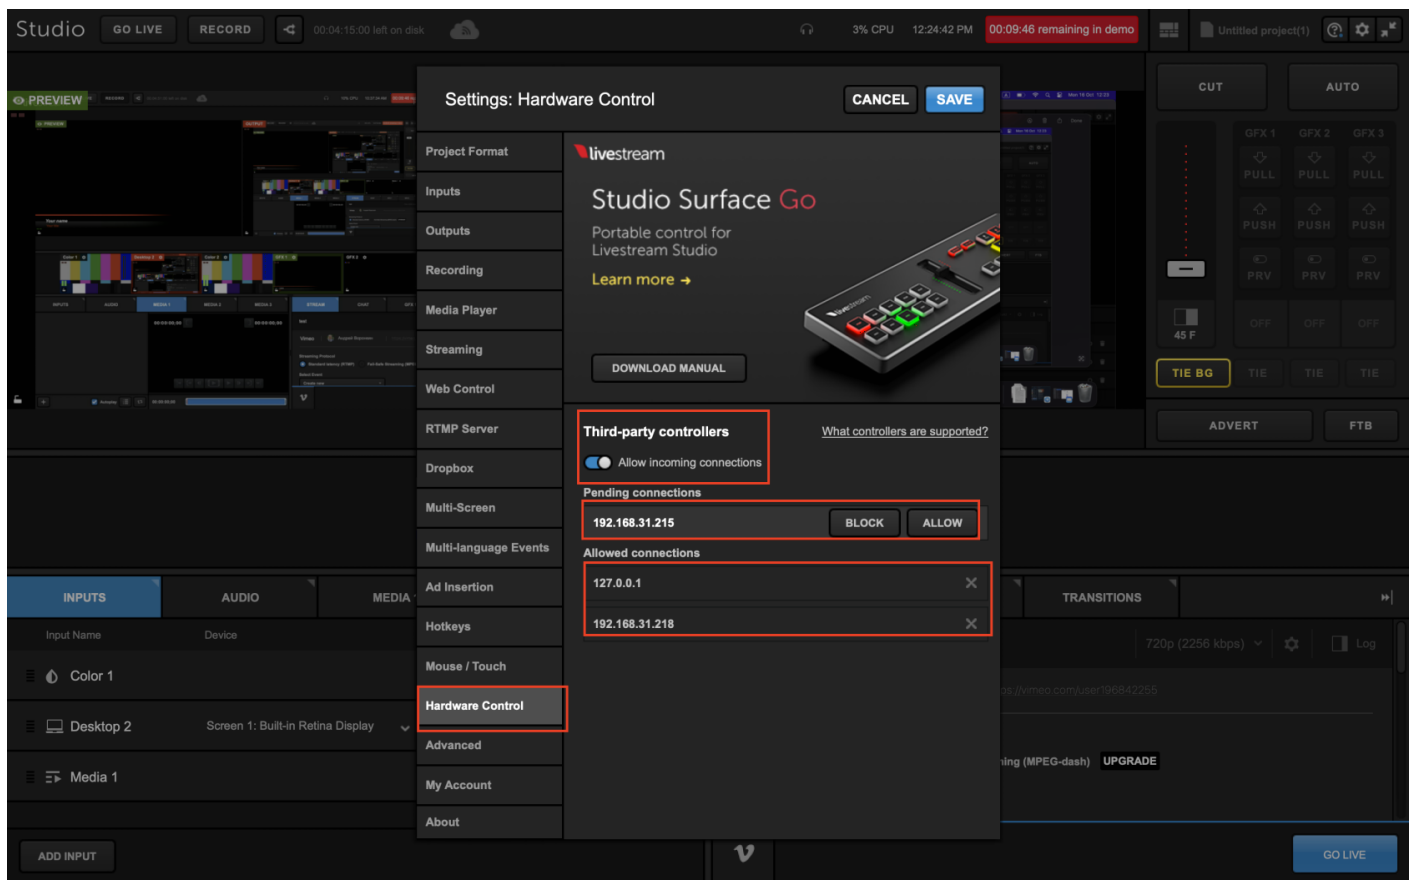 Studio
GO LIVE
RECORD
00:04:15:00 left on disk
3% CPU
12:24:42 PM
00:09:46 remaining in demo
Untitled project(1)
PREVIEW
Settings: Hardware Control
CANCEL
SAVE
CUT
AUTO
Project Format
Inputs
Outputs
Recording
Media Player
Streaming
Web Control
RTMP Server
Dropbox
Multi-Screen
Multi-language Events
Ad Insertion
Hotkeys
Mouse / Touch
Hardware Control
Advanced
My Account
About
livestream
Studio Surface Go
Portable control for
Livestream Studio
Learn more →
livestream
DOWNLOAD MANUAL
Third-party controllers
What controllers are supported?
Allow incoming connections
Pending connections
192.168.31.215
BLOCK
ALLOW
Allowed connections
127.0.0.1
192.168.31.218
GFX 1
GFX 2
GFX 3
PULL
PULL
PULL
PUSH
PUSH
PUSH
PRV
PRV
PRV
45 F
OFF
OFF
OFF
TIE BG
TIE
TIE
TIE
ADVERT
FTB
INPUTS
AUDIO
MEDIA
TRANSITIONS
Input Name
Device
Color 1
Desktop 2
Screen 1: Built-in Retina Display
Media 1
ADD INPUT
720p (2256 kbps)
Log
ps://vimeo.com/user196842255
ning (MPEG-dash)
UPGRADE
GO LIVE